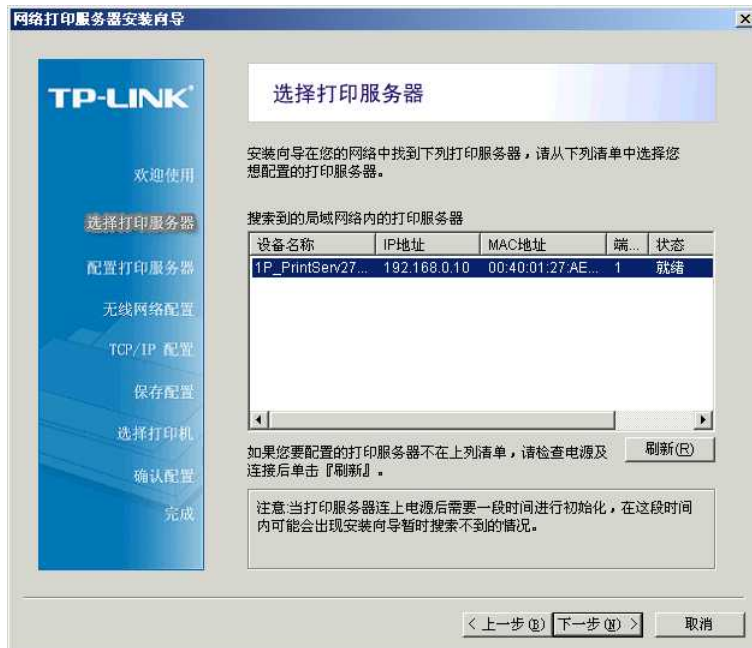 网络打印服务器安装向导
TP-LINK
欢迎使用
选择打印服务器
配置打印服务器
无线网络配置
TCP/IP 配置
保存配置
选择打印机
确认配置
完成
选择打印服务器
安装向导在您的网络中找到下列打印服务器，请从下列清单中选择您
想配置的打印服务器。
搜索到的局域网络内的打印服务器
设备名称 IP地址 MAC地址 端... 状态
1P_PrintServ27... 192.168.0.10 00:40:01:27:AE... 1 就绪
如果您要配置的打印服务器不在上列清单，请检查电源及
连接后单击『刷新』。
刷新(R)
注意:当打印服务器连上电源后需要一段时间进行初始化，在这段时间
内可能会出现安装向导暂时搜索不到的情况。
< 上一步(B) 下一步(N) > 取消